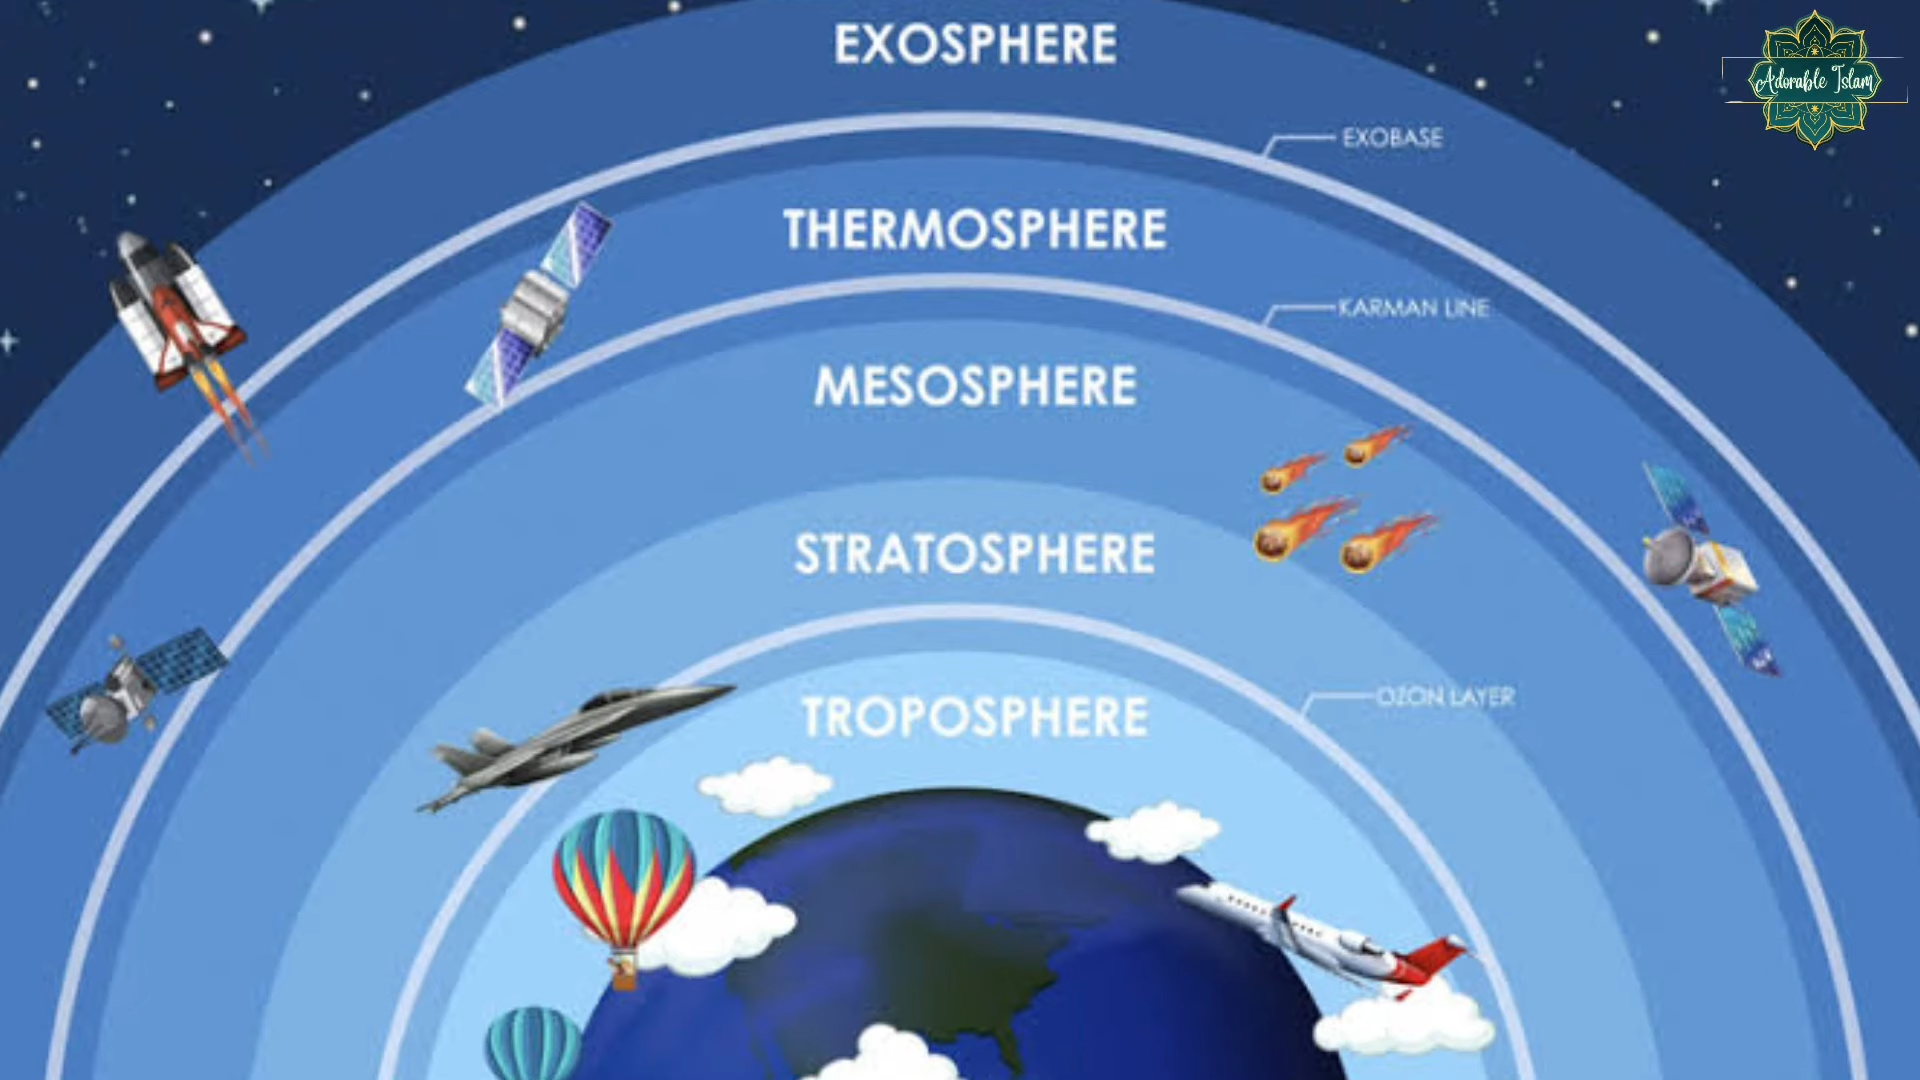 EXOSPHERE
Adorable Islam
EXOBASE
THERMOSPHERE
KARMAN LINE
MESOSPHERE
STRATOSPHERE
OZON LAYER
TROPOSPHERE